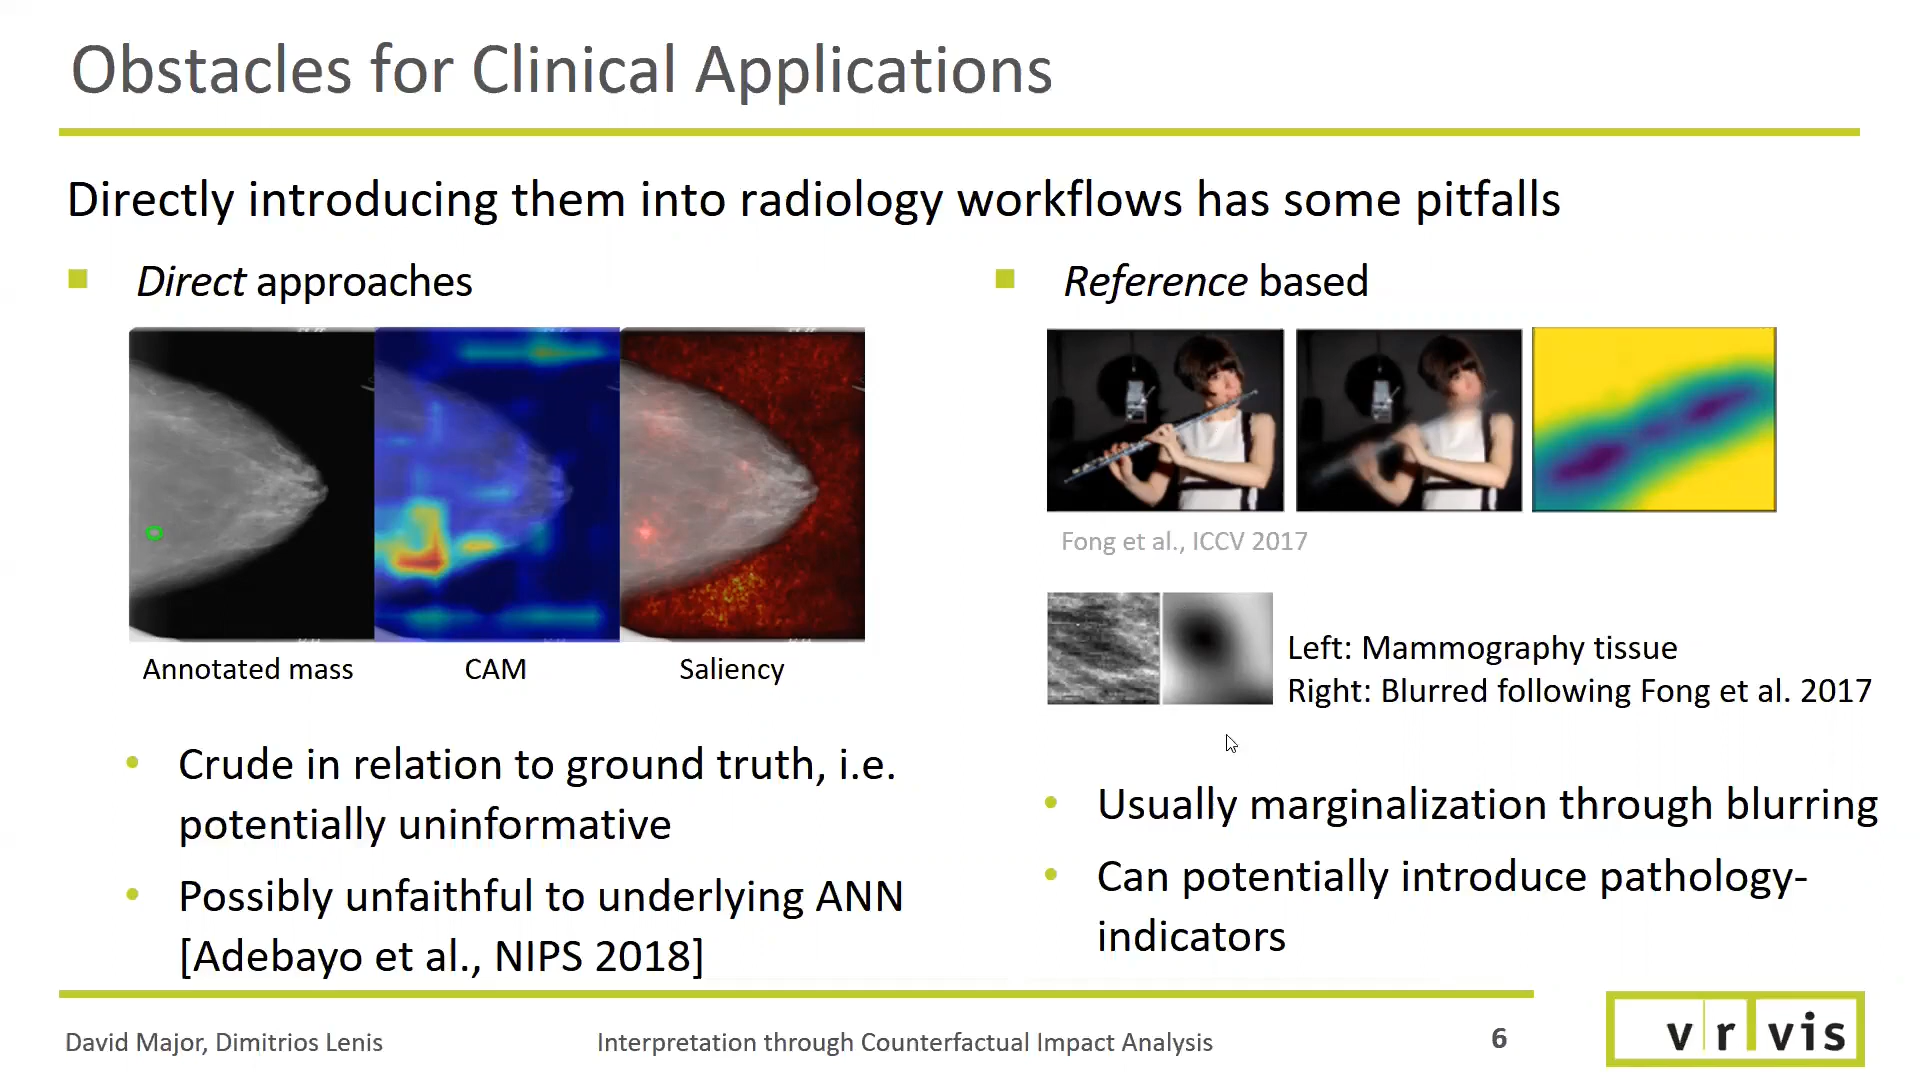 Obstacles for Clinical Applications
Directly introducing them into radiology workflows has some pitfalls
Direct approaches
Annotated mass
CAM
Saliency
Crude in relation to ground truth, i.e.
potentially uninformative
Possibly unfaithful to underlying ANN
[Adebayo et al., NIPS 2018]
Reference based
Fong et al., ICCV 2017
Left: Mammography tissue
Right: Blurred following Fong et al. 2017
Usually marginalization through blurring
Can potentially introduce pathology-
indicators
David Major, Dimitrios Lenis
Interpretation through Counterfactual Impact Analysis
6
vrvis